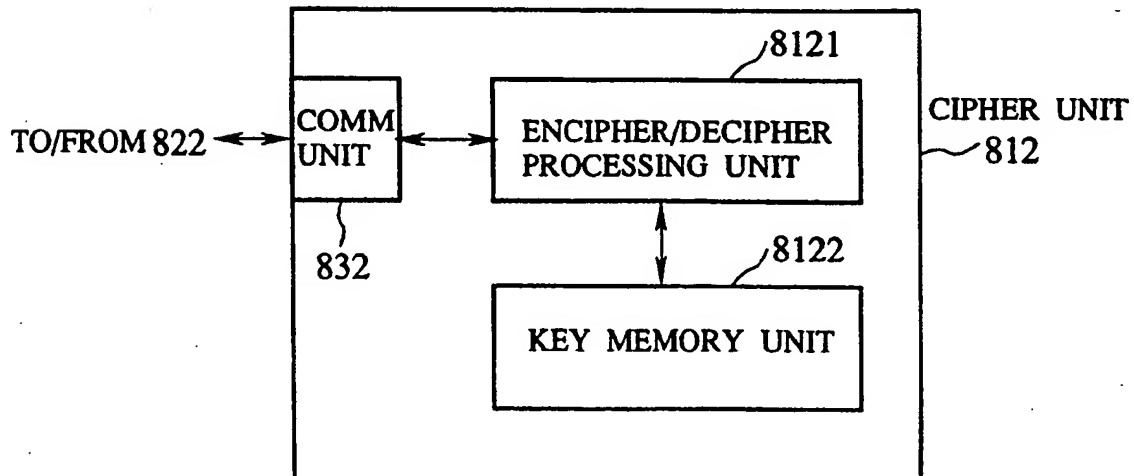 8121
CIPHER UNIT
812
TO/FROM 822
COMM
UNIT
ENCIPHER/DECIPHER
PROCESSING UNIT
832
8122
KEY MEMORY UNIT